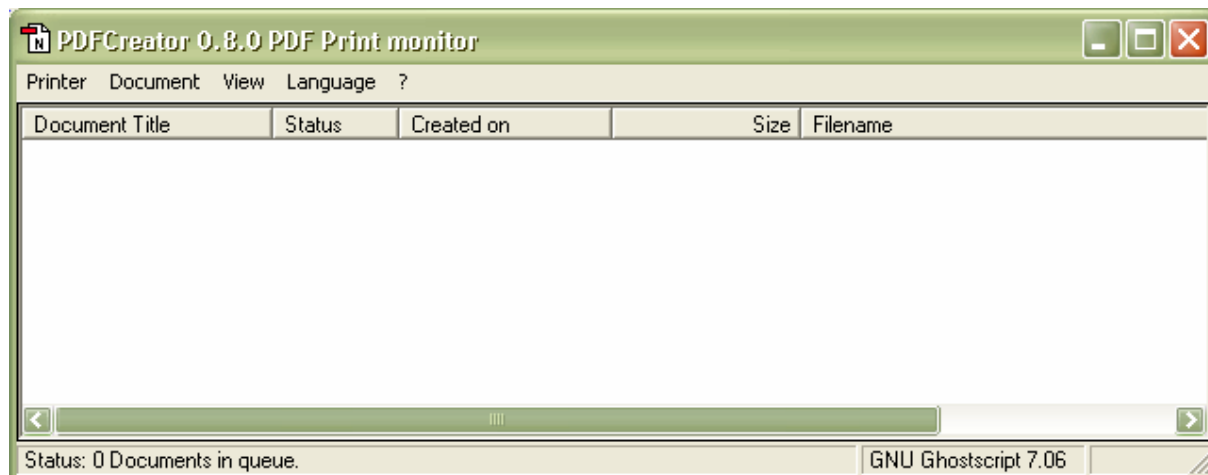 PDFCreator 0.8.0 PDF Print monitor
Printer Document View Language ?
Document Title Status Created on Size Filename
Status: 0 Documents in queue. GNU Ghostscript 7.06